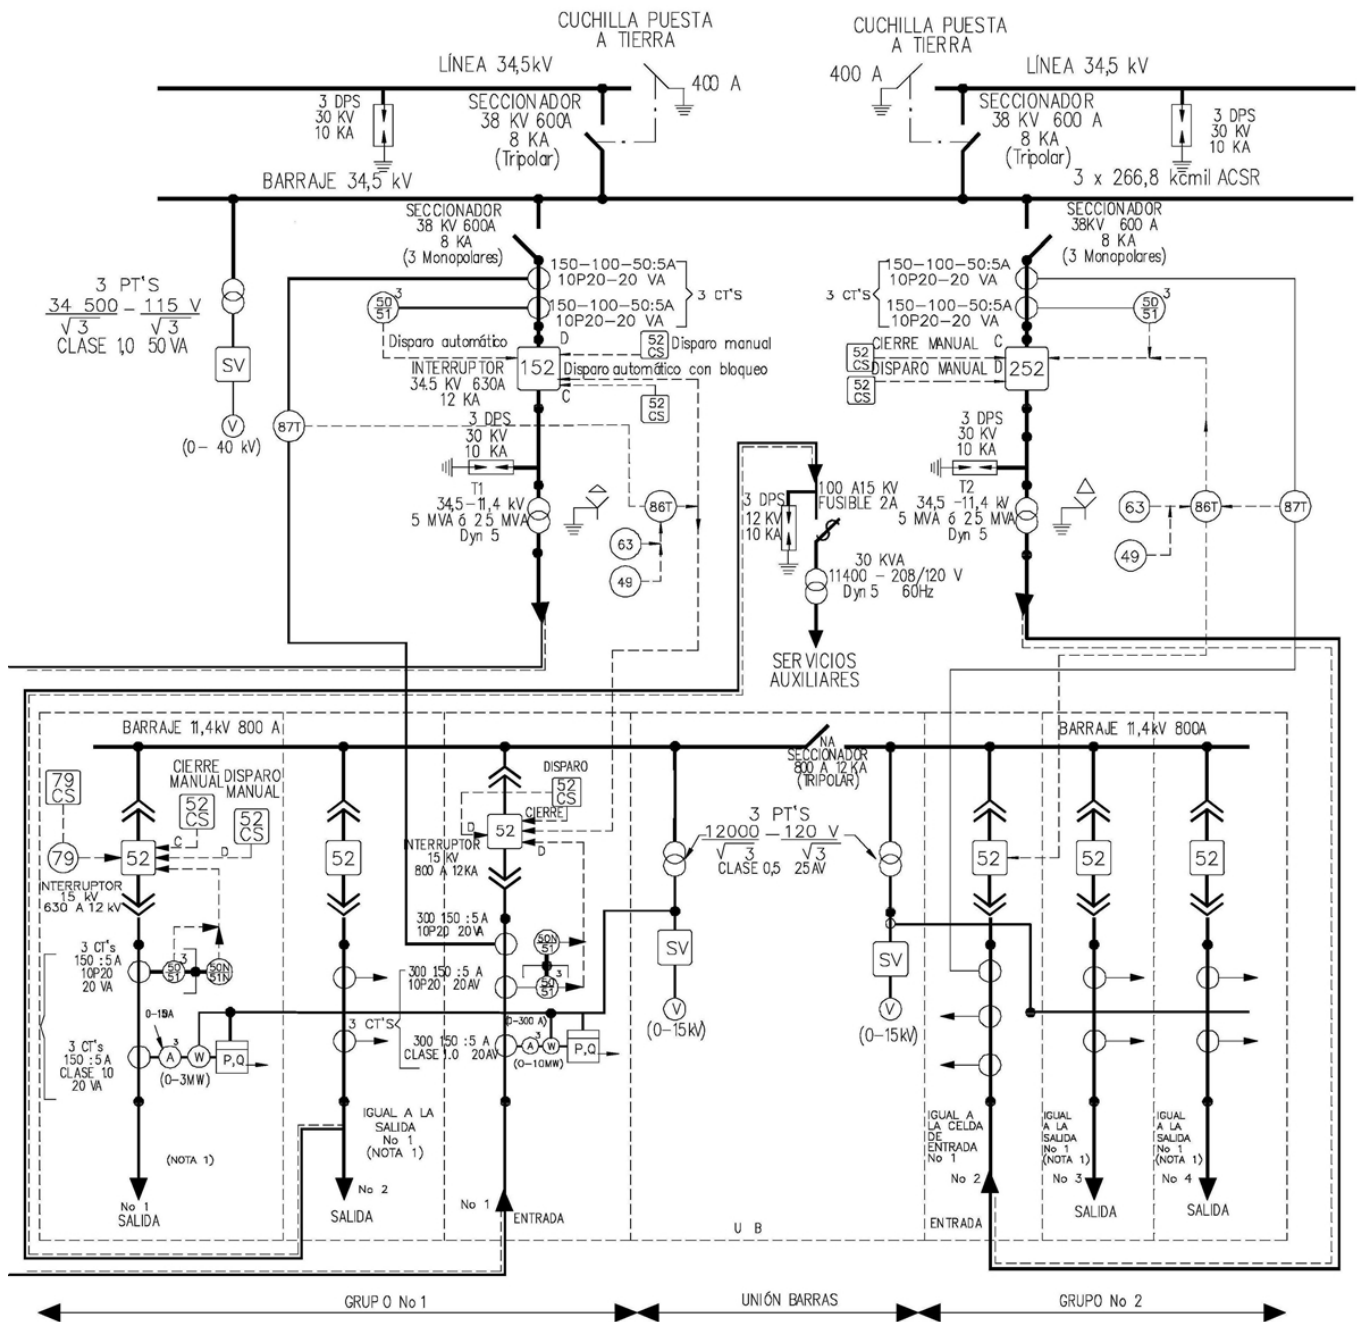 CUCHILLA PUESTA
A TIERRA
CUCHILLA PUESTA
A TIERRA
LÍNEA 34,5kV
400 A
400 A
LÍNEA 34,5 kV
3 DPS
30 KV
10 KA
SECCIONADOR
38 KV 600A
8 KA
(Tripolar)
SECCIONADOR
38 KV 600 A
8 KA
(Tripolar)
3 DPS
30 KV
10 KA
BARRAJE 34,5 kV
3 x 266,8 kcmil ACSR
SECCIONADOR
38 KV 600A
8 KA
(3 Monopolares)
SECCIONADOR
38KV 600 A
8 KA
(3 Monopolares)
3 PT'S
34 500 – 115 V
√3 √3
CLASE 1,0 50 VA
SV
V
(0– 40 kV)
150-100-50:5A
10P20-20 VA
150-100-50:5A
10P20-20 VA
3 CT'S
50
51
3
150-100-50:5A
10P20-20 VA
150-100-50:5A
10P20-20 VA
3 CT'S
50
51
3
Disparo automático
D
52
CS
Disparo manual
152
INTERRUPTOR
34.5 KV 630A
12 KA
Disparo automático con bloqueo
C
52
CS
52
CS
CIERRE MANUAL C
52
CS
DISPARO MANUAL D
252
87T
3 DPS
30 KV
10 KA
T1
34,5–11,4 kV
5 MVA ó 25 MVA
Dyn 5
86T
63
49
3 DPS
12 KV
10 KA
100 A15 KV
FUSIBLE 2A
30 KVA
11400 – 208/120 V
Dyn 5 60Hz
SERVICIOS
AUXILIARES
3 DPS
30 KV
10 KA
T2
34,5 –11,4 kV
5 MVA ó 25 MVA
Dyn 5
63
86T
87T
49
BARRAJE 11,4kV 800 A
NA
SECCIONADOR
800 A 12 KA
(TRIPOLAR)
BARRAJE 11,4kV 800A
79
CS
CIERRE
MANUAL
DISPARO
MANUAL
52
CS
52
CS
C
D
79
52
INTERRUPTOR
15 kV
630 A 12 kV
52
DISPARO
52
CS
CIERRE
52
D
D
INTERRUPTOR
15 KV
800 A 12KA
3 PT'S
12000 – 120 V
√3 √3
CLASE 0,5 25AV
52
52
52
3 CT's
150 :5 A
10P20
20 VA
50
51
3
50N
51N
3 CT's
150 :5 A
CLASE 1.0
20 VA
0-15A
A
3
W
P,Q
(0-3MW)
3 CT'S
300 150 :5 A
10P20 20VA
300 150 :5 A
10P20 20AV
50N
51
50
51
3
300 150 :5 A
CLASE 1.0 20AV
(0-300 A)
A
3
W
P,Q
(0-10MW)
SV
V
(0-15kV)
SV
V
(0-15kV)
(NOTA 1)
No 1
SALIDA
IGUAL A LA
SALIDA
No 1
(NOTA 1)
No 2
SALIDA
No 1
ENTRADA
U B
IGUAL A
LA CELDA
DE
ENTRADA
No 1
No 2
ENTRADA
IGUAL
A LA
SALIDA
No 1
(NOTA 1)
No 3
SALIDA
IGUAL
A LA
SALIDA
No 1
(NOTA 1)
No 4
SALIDA
GRUPO No 1
UNIÓN BARRAS
GRUPO No 2